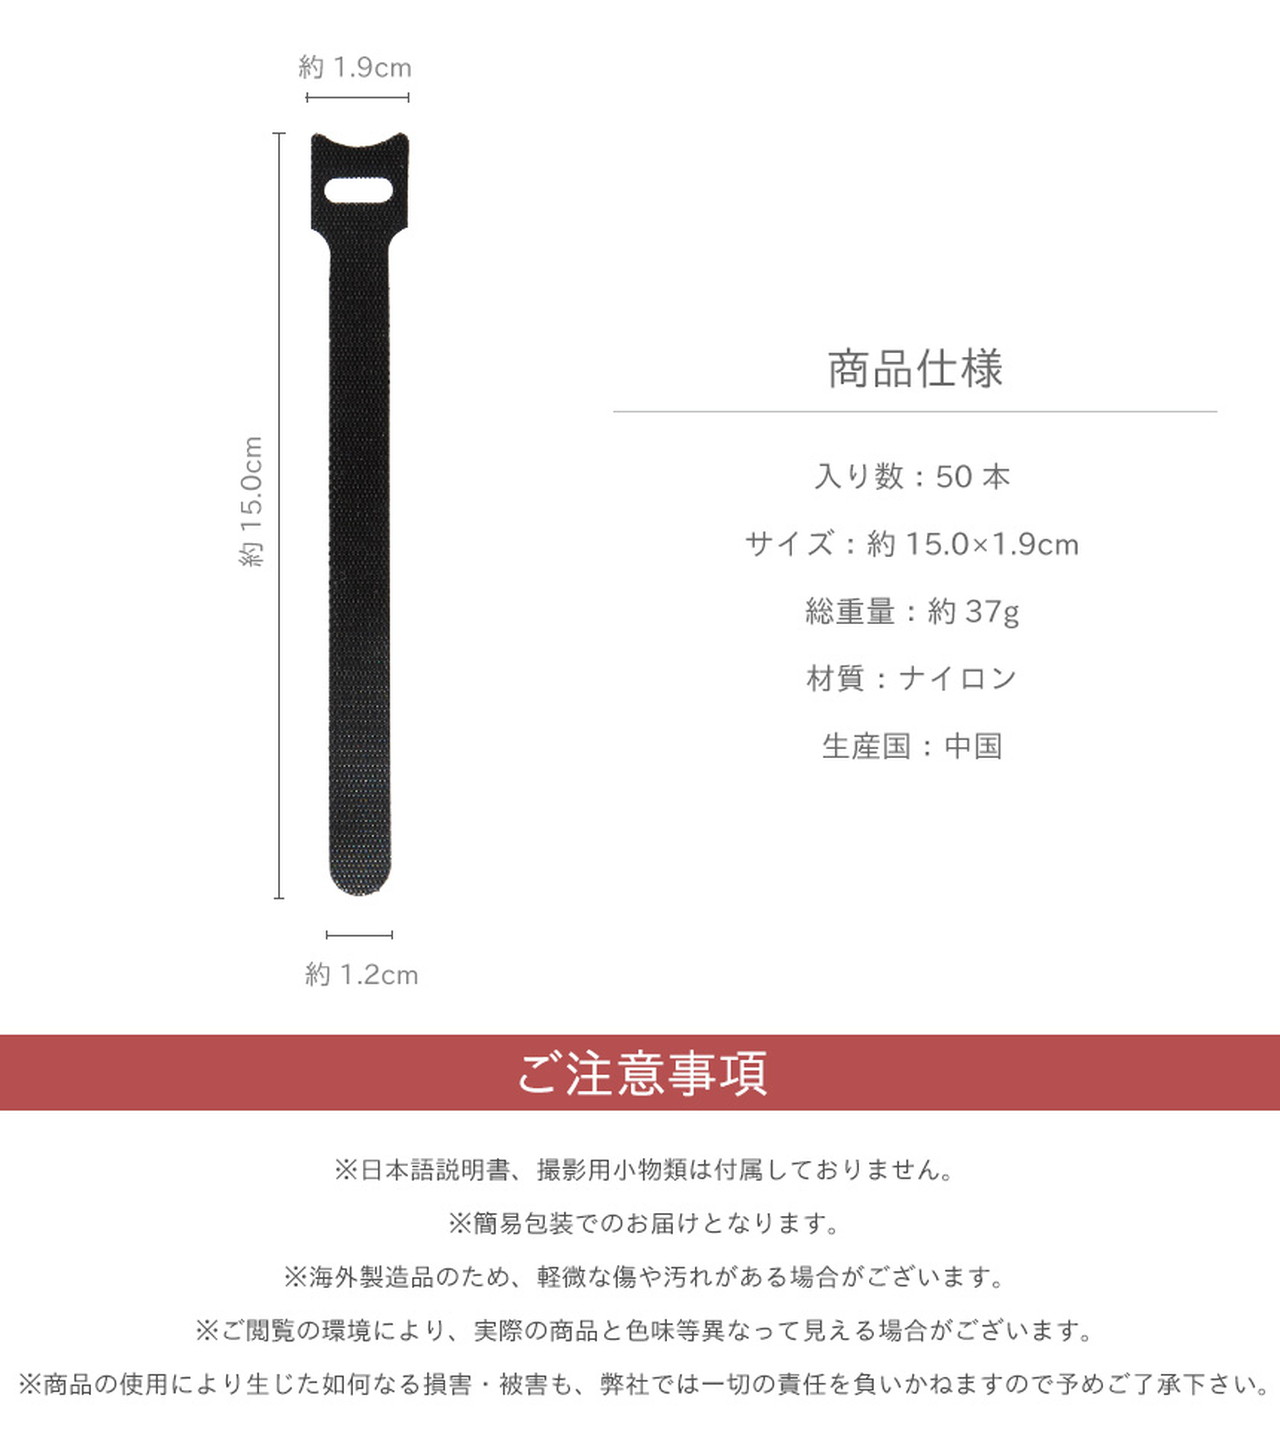 約 1.9cm
約 15.0cm
約 1.2cm
商品仕様
入り数：50 本
サイズ：約 15.0×1.9cm
総重量：約 37g
材質：ナイロン
生産国：中国
ご注意事項
※日本語説明書、撮影用小物類は付属しておりません。
※簡易包装でのお届けとなります。
※海外製造品のため、軽微な傷や汚れがある場合がございます。
※ご閲覧の環境により、実際の商品と色味等異なって見える場合がございます。
※商品の使用により生じた如何なる損害・被害も、弊社では一切の責任を負いかねますので予めご了承下さい。